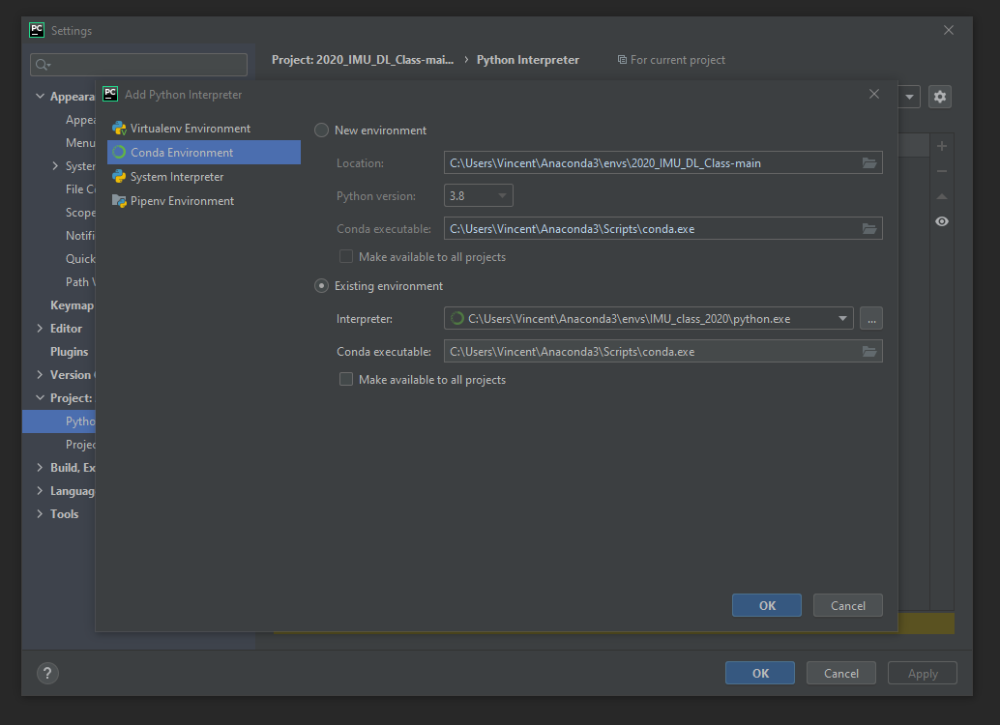 PC Settings
Project: 2020_IMU_DL_Class-mai... › Python Interpreter For current project
PC Add Python Interpreter
Appeara
Appea
Menu
System
File C
Scope
Notifi
Quick
Path V
Keymap
Editor
Plugins
Version C
Project:
Pytho
Projec
Build, Ex
Languag
Tools
Virtualenv Environment
Conda Environment
System Interpreter
Pipenv Environment
New environment
Location: C:\Users\Vincent\Anaconda3\envs\2020_IMU_DL_Class-main
Python version: 3.8
Conda executable: C:\Users\Vincent\Anaconda3\Scripts\conda.exe
Make available to all projects
Existing environment
Interpreter: C:\Users\Vincent\Anaconda3\envs\IMU_class_2020\python.exe ...
Conda executable: C:\Users\Vincent\Anaconda3\Scripts\conda.exe
Make available to all projects
OK Cancel
? OK Cancel Apply